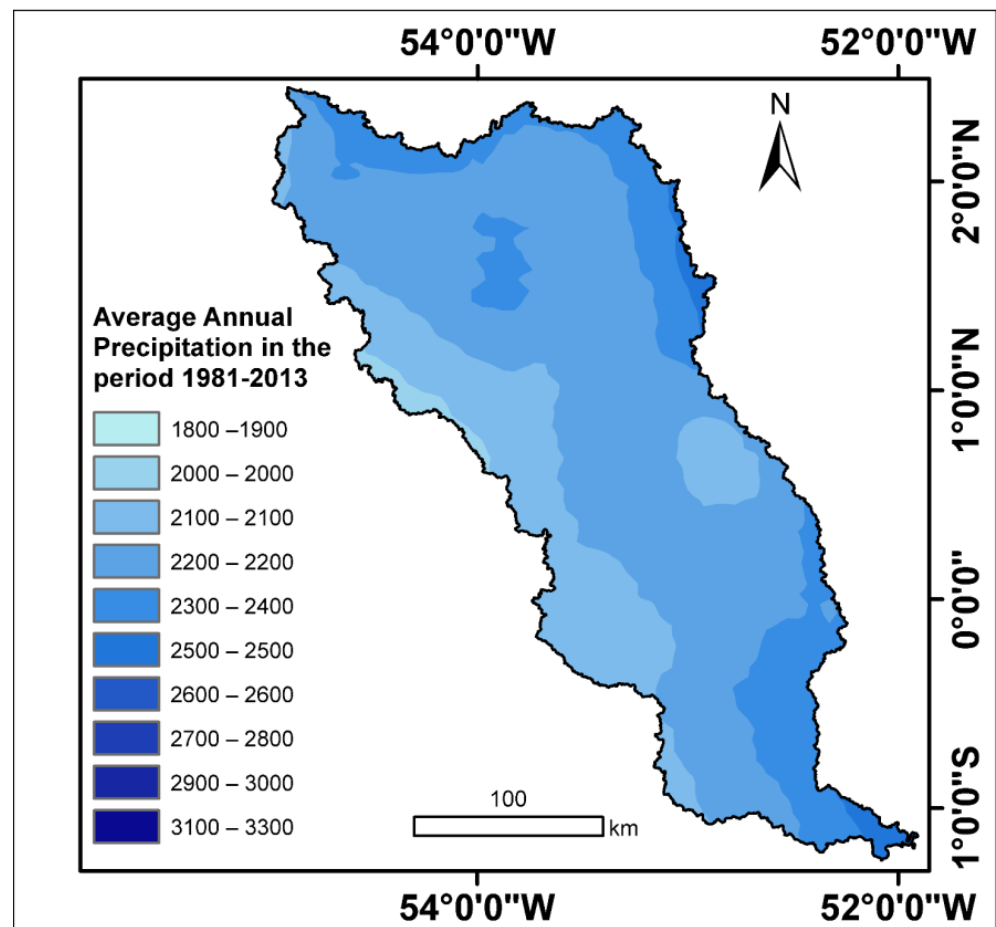 54°0'0"W
52°0'0"W
N
2°0'0"N
Average Annual
Precipitation in the
period 1981-2013
1°0'0"N
1800 –1900
2000 – 2000
2100 – 2100
2200 – 2200
0°0'0"
2300 – 2400
2500 – 2500
2600 – 2600
2700 – 2800
1°0'0"S
2900 – 3000
100
km
3100 – 3300
54°0'0"W
52°0'0"W